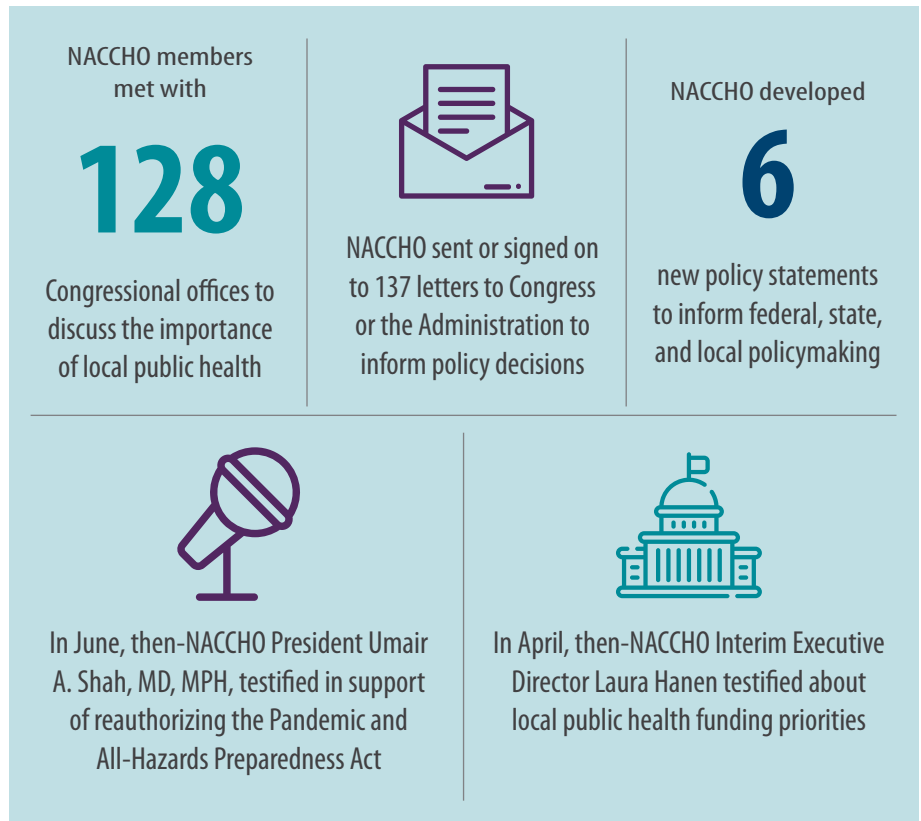 NACCHO members
met with
128
Congressional offices to
discuss the importance
of local public health
NACCHO sent or signed on
to 137 letters to Congress
or the Administration to
inform policy decisions
NACCHO developed
6
new policy statements
to inform federal, state,
and local policymaking
In June, then-NACCHO President Umair
A. Shah, MD, MPH, testified in support
of reauthorizing the Pandemic and
All-Hazards Preparedness Act
In April, then-NACCHO Interim Executive
Director Laura Hanen testified about
local public health funding priorities